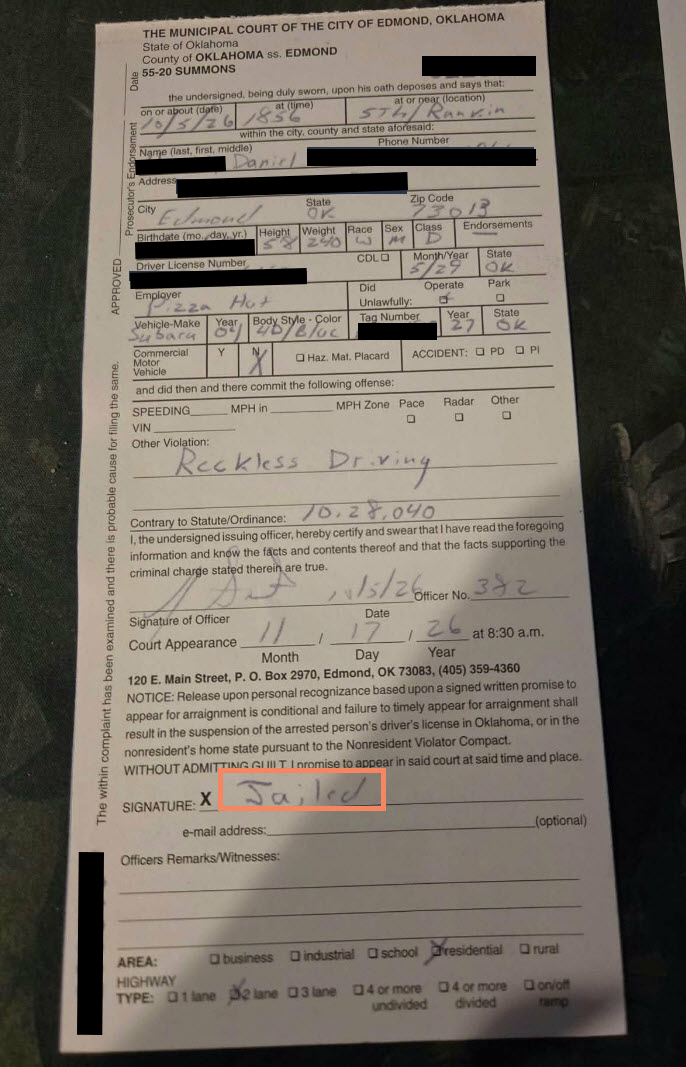 THE MUNICIPAL COURT OF THE CITY OF EDMOND, OKLAHOMA
State of Oklahoma
County of OKLAHOMA ss. EDMOND
55-20 SUMMONS
Date
Prosecutor's Endorsement
APPROVED
The within complaint has been examined and there is probable cause for filing the same.
the undersigned, being duly sworn, upon his oath deposes and says that:
on or about (date) at (time) at or near (location)
10/5/26 1856 5th/Rankin
within the city, county and state aforesaid:
Name (last, first, middle) Phone Number
Daniel
Address
City State Zip Code
Edmond OK 73013
Birthdate (mo., day, yr.) Height Weight Race Sex Class Endorsements
58 240 W M D —
Driver License Number CDL Month/Year State
5/29 OK
Employer Did Unlawfully: Operate Park
Pizza Hut
Vehicle-Make Year Body Style - Color Tag Number Year State
Subaru 04 4D/Blue 27 OK
Commercial Motor Vehicle Y N X Haz. Mat. Placard ACCIDENT: PD PI
and did then and there commit the following offense:
SPEEDING MPH in MPH Zone Pace Radar Other
VIN
Other Violation:
Reckless Driving
Contrary to Statute/Ordinance: 10.28.040
I, the undersigned issuing officer, hereby certify and swear that I have read the foregoing
information and know the facts and contents thereof and that the facts supporting the
criminal charge stated therein are true.
10/5/26 Officer No. 382
Signature of Officer Date
Court Appearance 11 / 17 / 26 at 8:30 a.m.
Month Day Year
120 E. Main Street, P. O. Box 2970, Edmond, OK 73083, (405) 359-4360
NOTICE: Release upon personal recognizance based upon a signed written promise to
appear for arraignment is conditional and failure to timely appear for arraignment shall
result in the suspension of the arrested person's driver's license in Oklahoma, or in the
nonresident's home state pursuant to the Nonresident Violator Compact.
WITHOUT ADMITTING GUILT, I promise to appear in said court at said time and place.
SIGNATURE: X Jailed
e-mail address: (optional)
Officers Remarks/Witnesses:
AREA: business industrial school residential rural
HIGHWAY
TYPE: 1 lane 2 lane 3 lane 4 or more undivided 4 or more divided on/off ramp